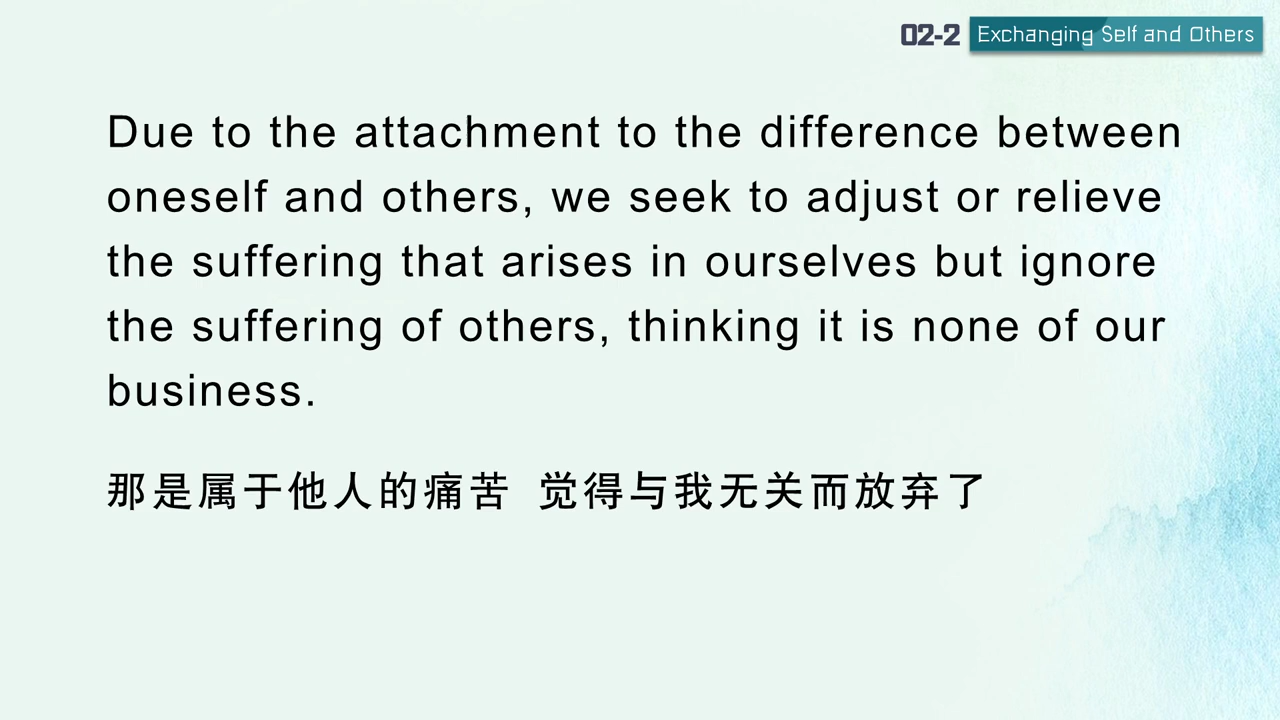 02-2 Exchanging Self and Others
Due to the attachment to the difference between
oneself and others, we seek to adjust or relieve
the suffering that arises in ourselves but ignore
the suffering of others, thinking it is none of our
business.
那是属于他人的痛苦 觉得与我无关而放弃了